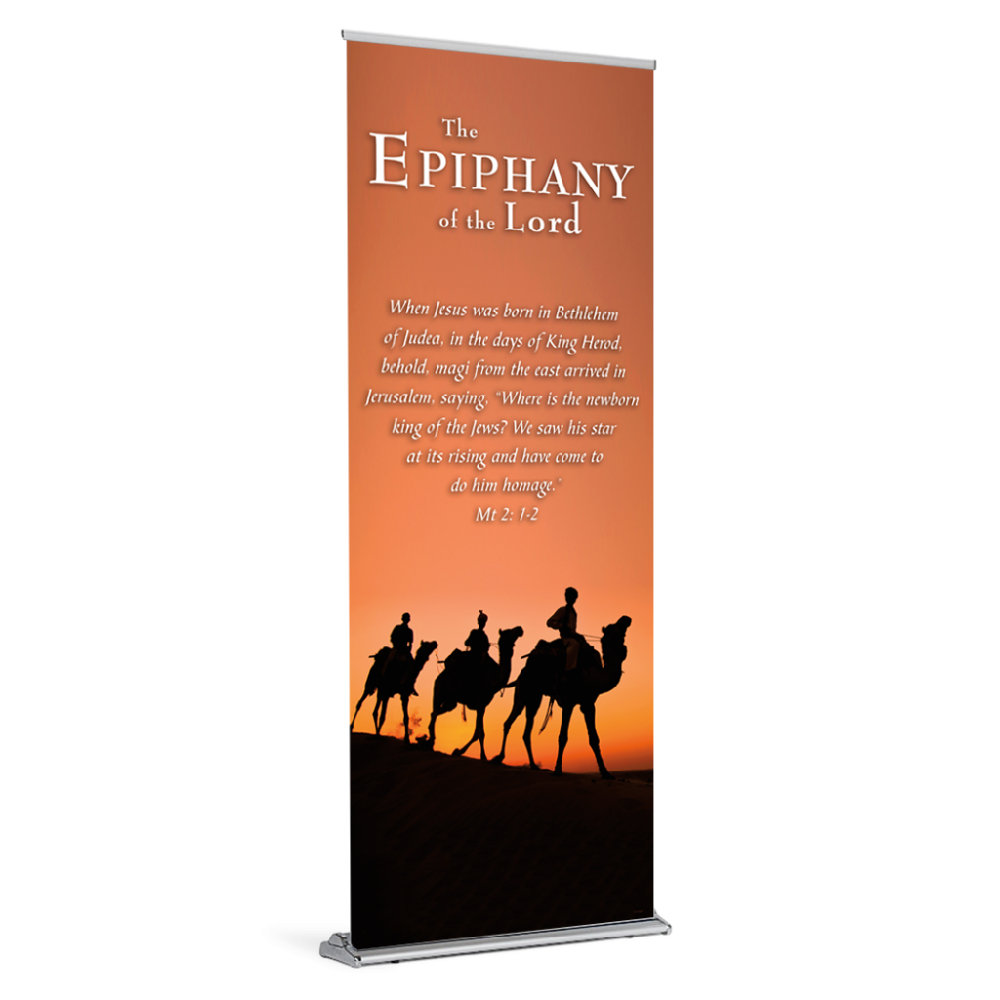 The
EPIPHANY
of the Lord
When Jesus was born in Bethlehem
of Judea, in the days of King Herod,
behold, magi from the east arrived in
Jerusalem, saying, “Where is the newborn
king of the Jews? We saw his star
at its rising and have come to
do him homage.”
Mt 2: 1-2